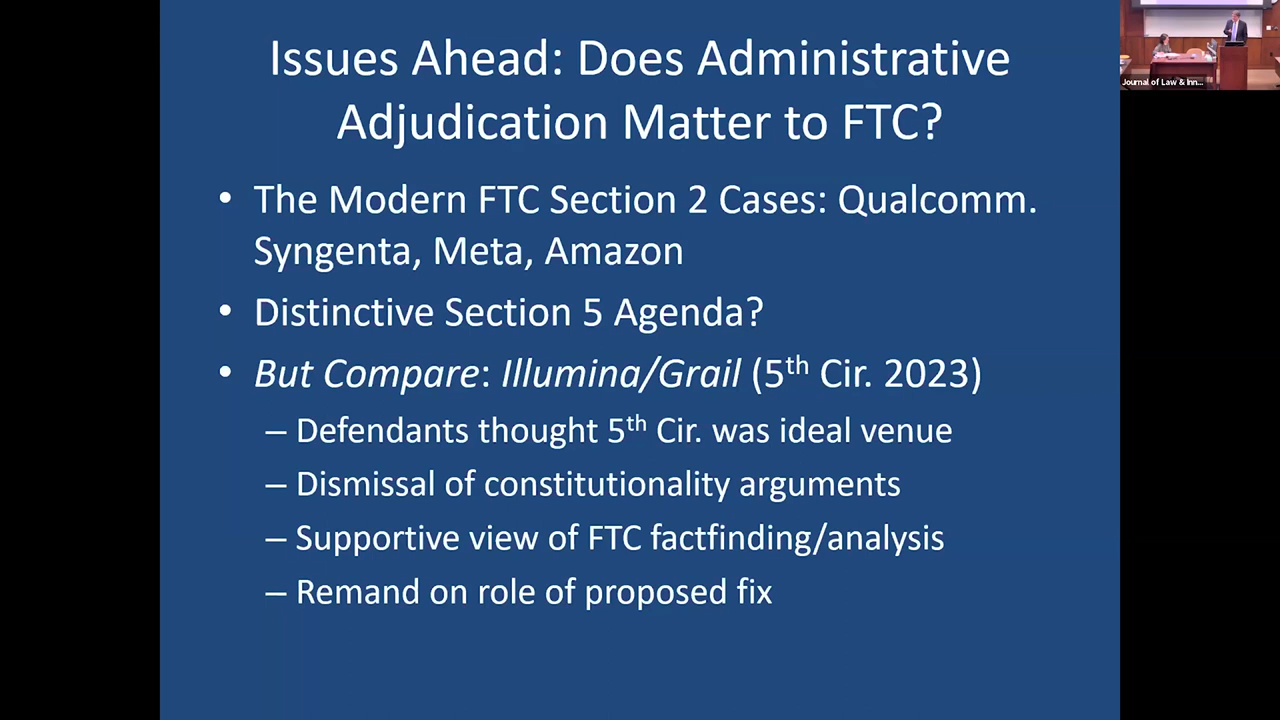 Issues Ahead: Does Administrative
Adjudication Matter to FTC?
• The Modern FTC Section 2 Cases: Qualcomm.
Syngenta, Meta, Amazon
• Distinctive Section 5 Agenda?
• But Compare: Illumina/Grail (5th Cir. 2023)
– Defendants thought 5th Cir. was ideal venue
– Dismissal of constitutionality arguments
– Supportive view of FTC factfinding/analysis
– Remand on role of proposed fix
Journal of Law & Inn...